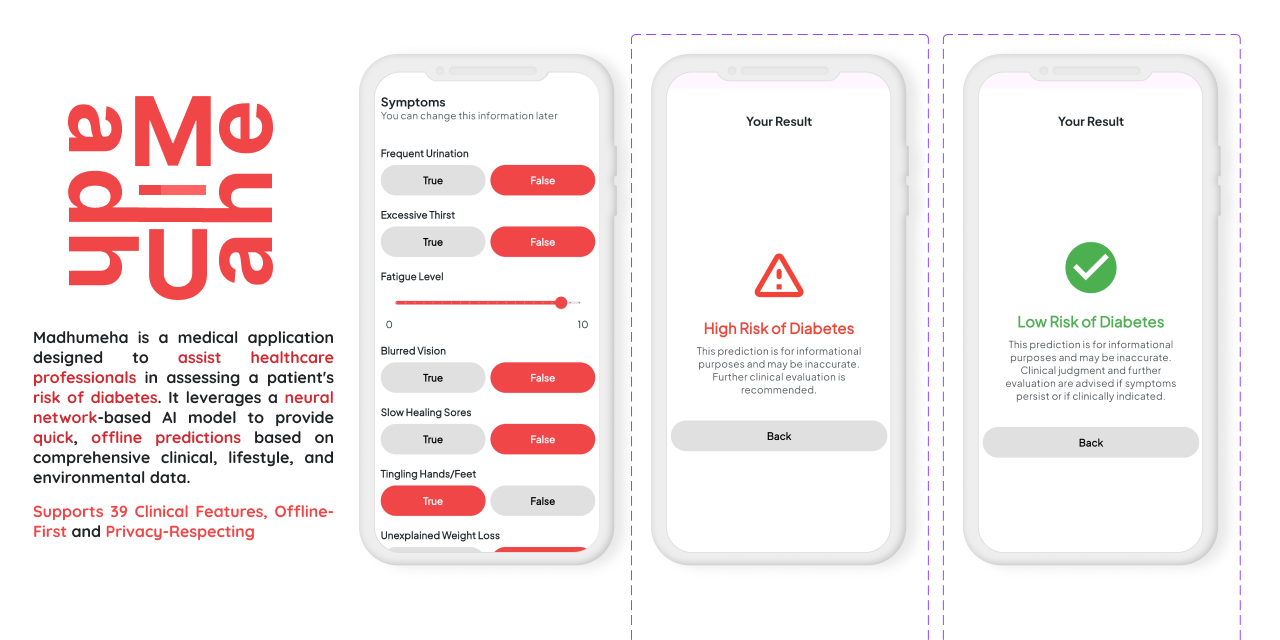 Madhumeha
Madhumeha is a medical application
designed to assist healthcare
professionals in assessing a patient's
risk of diabetes. It leverages a neural
network-based AI model to provide
quick, offline predictions based on
comprehensive clinical, lifestyle, and
environmental data.
Supports 39 Clinical Features, Offline-
First and Privacy-Respecting
Symptoms
You can change this information later
Frequent Urination
True False
Excessive Thirst
True False
Fatigue Level
0 10
Blurred Vision
True False
Slow Healing Sores
True False
Tingling Hands/Feet
True False
Unexplained Weight Loss
Your Result
High Risk of Diabetes
This prediction is for informational
purposes and may be inaccurate.
Further clinical evaluation is
recommended.
Back
Your Result
Low Risk of Diabetes
This prediction is for informational
purposes and may be inaccurate.
Clinical judgment and further
evaluation are advised if symptoms
persist or if clinically indicated.
Back